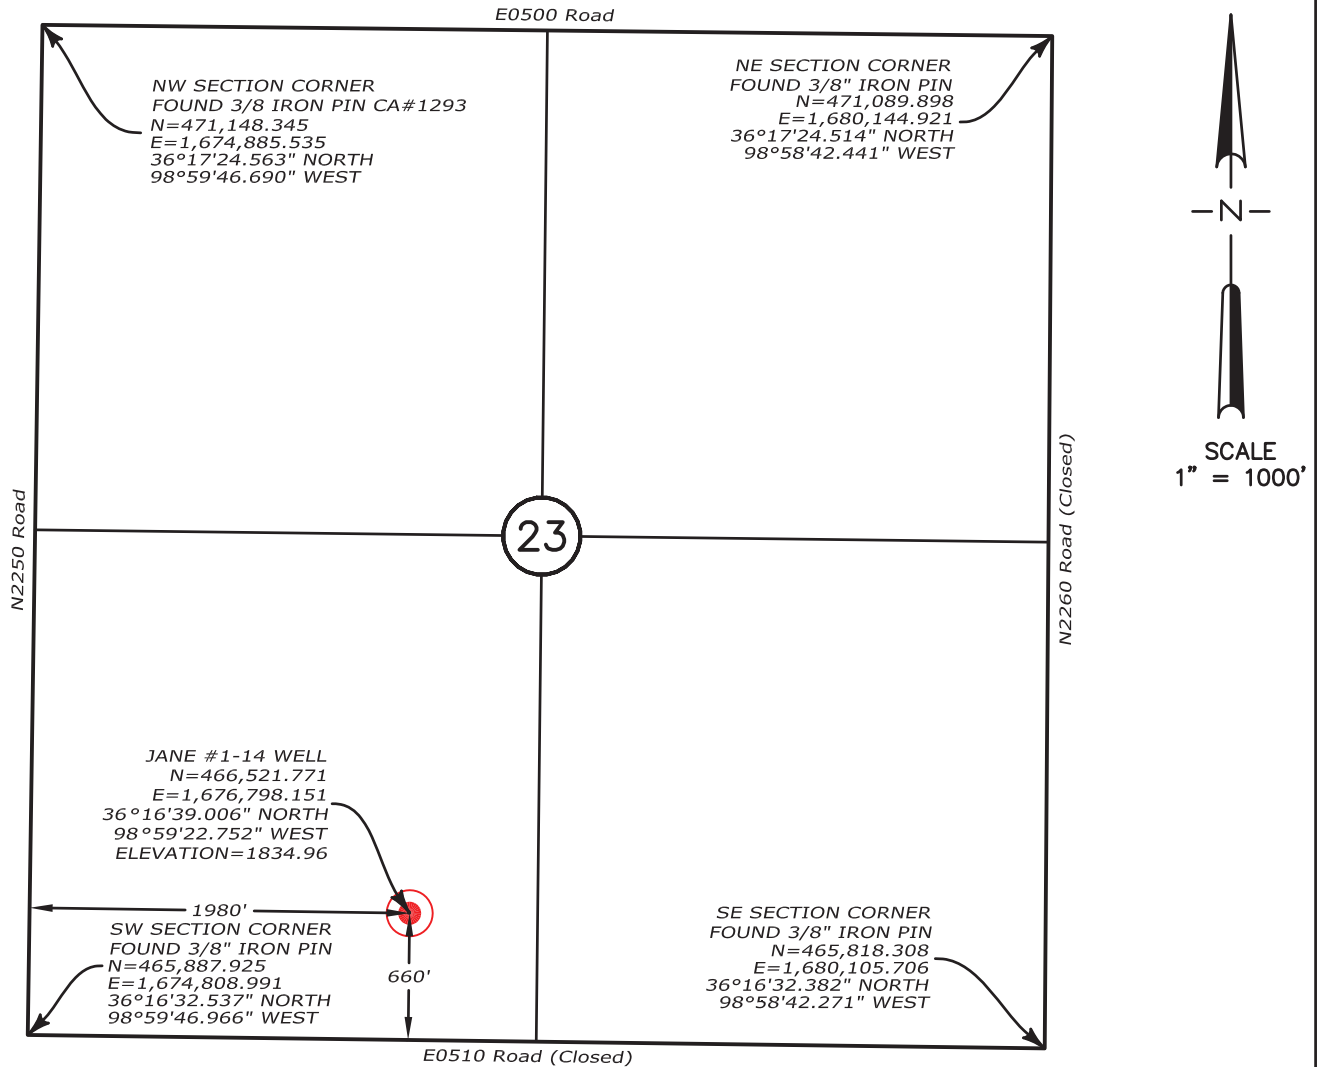 E0500 Road
NW SECTION CORNER
FOUND 3/8 IRON PIN CA#1293
N=471,148.345
E=1,674,885.535
36°17'24.563" NORTH
98°59'46.690" WEST
NE SECTION CORNER
FOUND 3/8" IRON PIN
N=471,089.898
E=1,680,144.921
36°17'24.514" NORTH
98°58'42.441" WEST
N
SCALE
1" = 1000'
N2250 Road
23
N2260 Road (Closed)
JANE #1-14 WELL
N=466,521.771
E=1,676,798.151
36°16'39.006" NORTH
98°59'22.752" WEST
ELEVATION=1834.96
1980'
660'
SW SECTION CORNER
FOUND 3/8" IRON PIN
N=465,887.925
E=1,674,808.991
36°16'32.537" NORTH
98°59'46.966" WEST
SE SECTION CORNER
FOUND 3/8" IRON PIN
N=465,818.308
E=1,680,105.706
36°16'32.382" NORTH
98°58'42.271" WEST
E0510 Road (Closed)